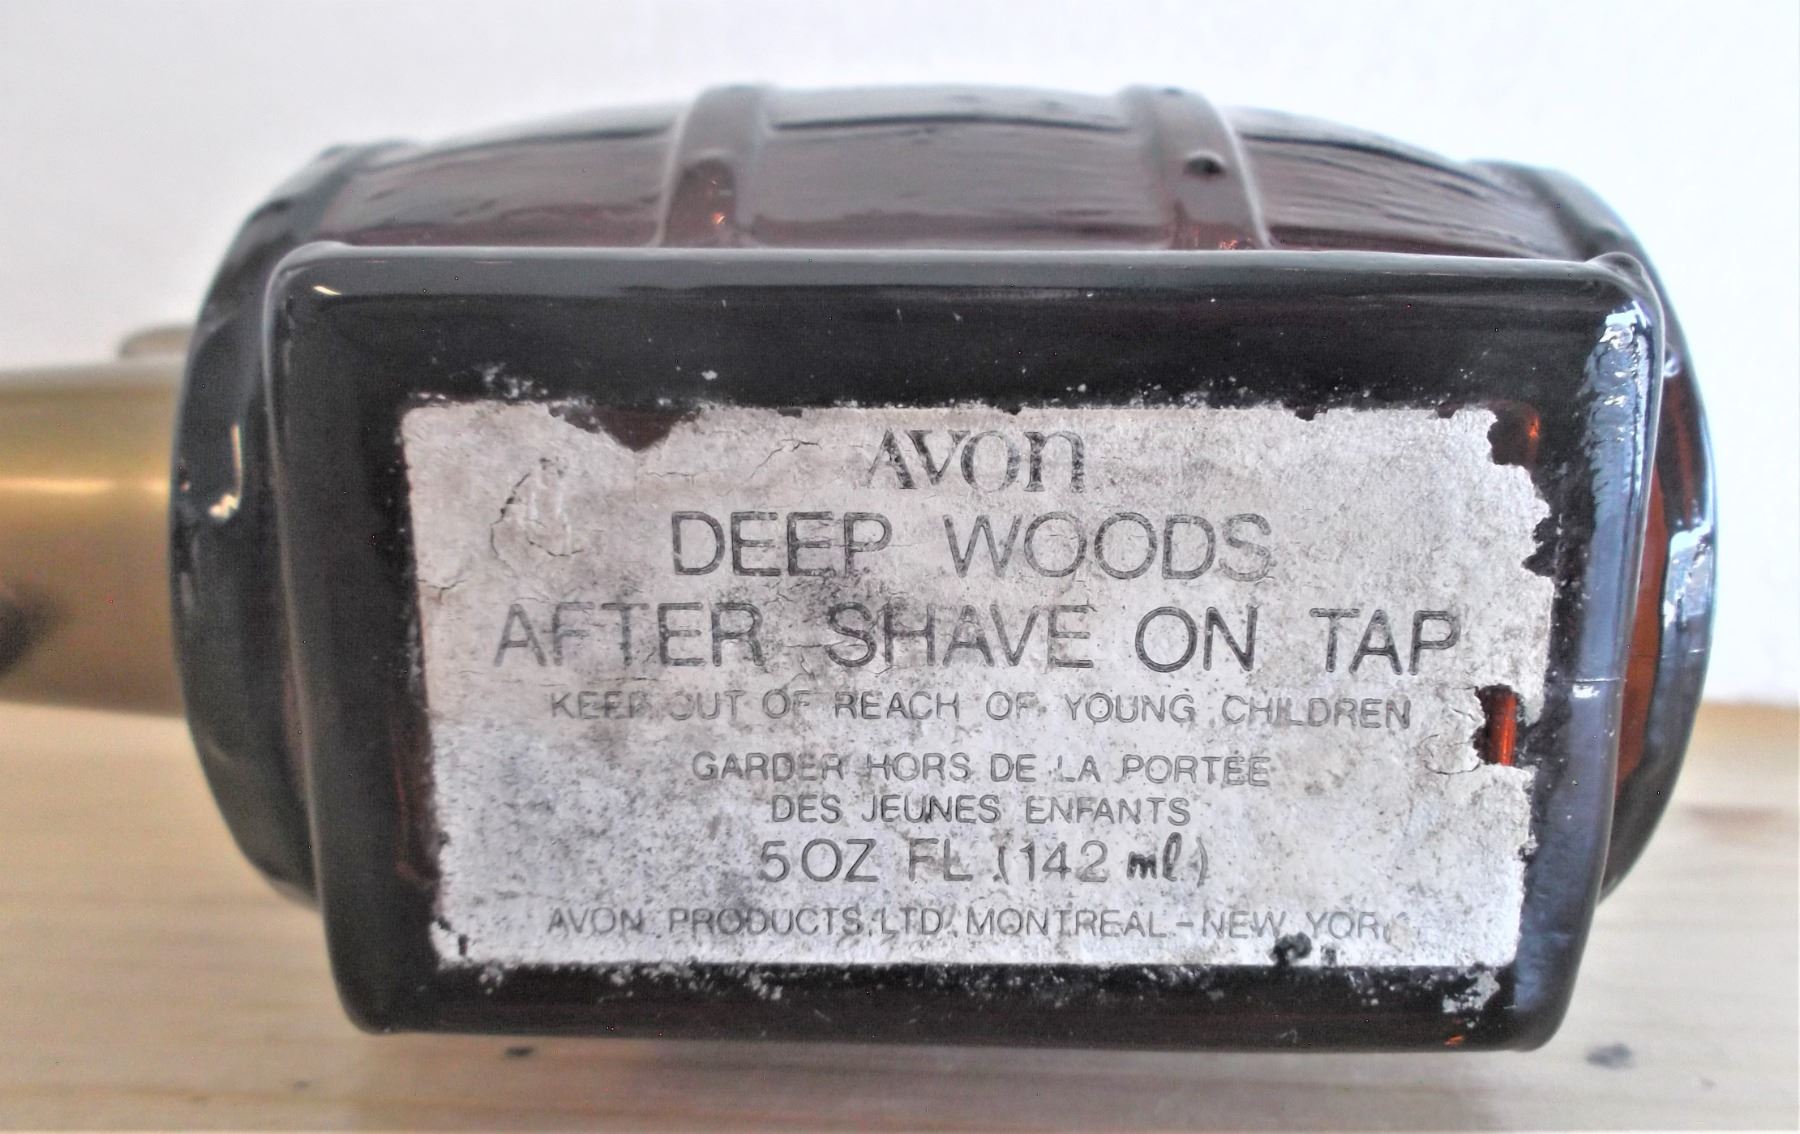 AVON
DEEP WOODS
AFTER SHAVE ON TAP
KEEP OUT OF REACH OF YOUNG CHILDREN
GARDER HORS DE LA PORTÉE
DES JEUNES ENFANTS
5 OZ FL (142 ml)
AVON PRODUCTS, LTD. MONTREAL - NEW YORK